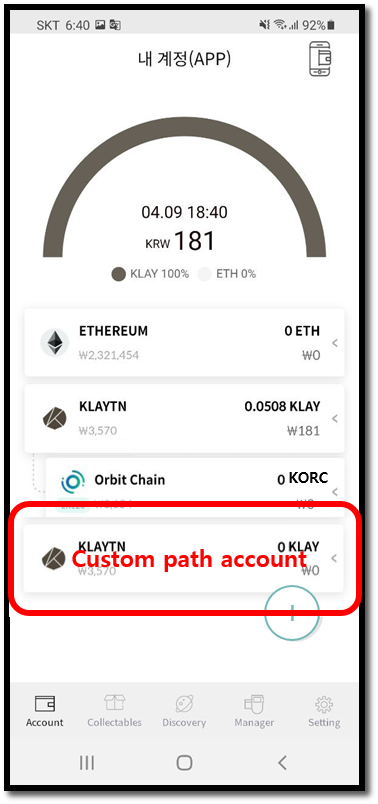 SKT 6:40 92%
내 계정(APP)
04.09 18:40
KRW 181
KLAY 100% ETH 0%
ETHEREUM 0 ETH
₩2,321,454 ₩0
KLAYTN 0.0508 KLAY
₩3,570 ₩181
Orbit Chain 0 KORC
KLAYTN 0 KLAY
Custom path account
₩3,570 ₩0
Account Collectables Discovery Manager Setting